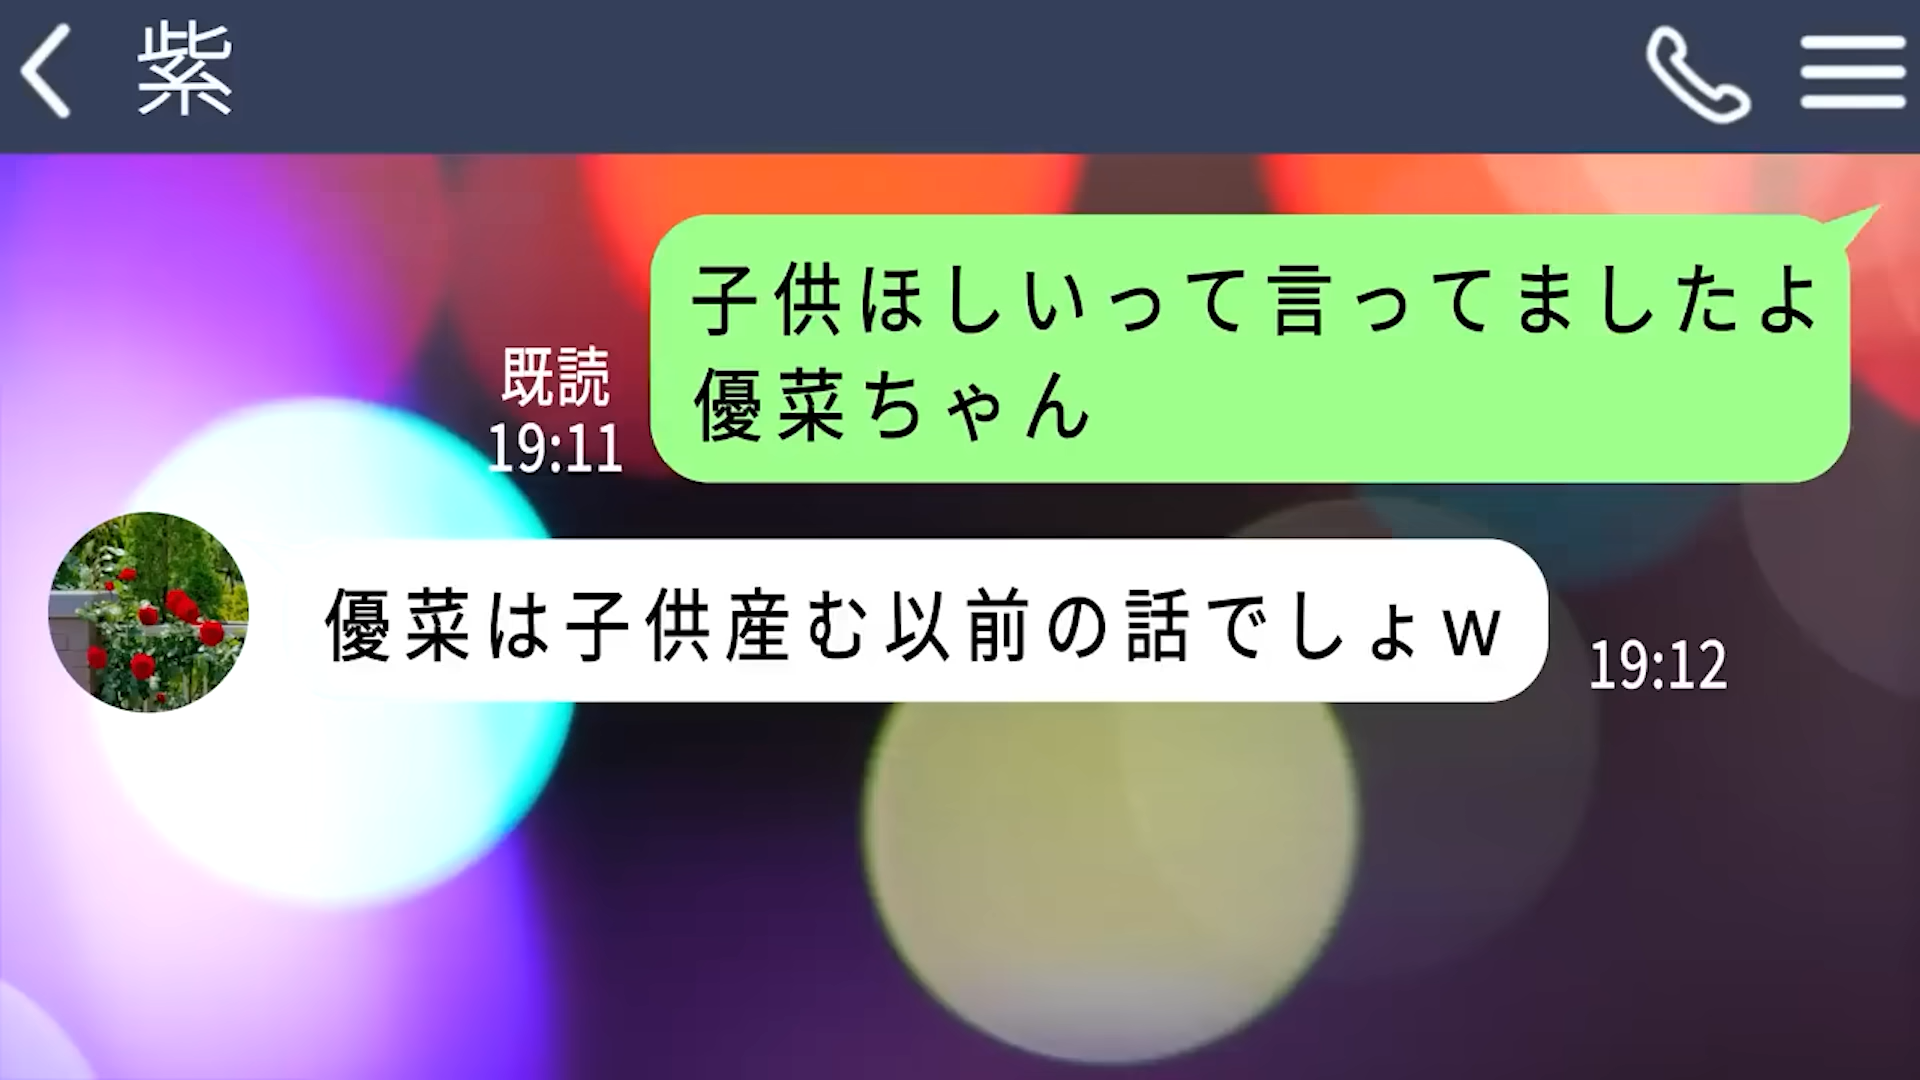 紫
子供ほしいって言ってましたよ
優菜ちゃん
既読
19:11
優菜は子供産む以前の話でしょw
19:12